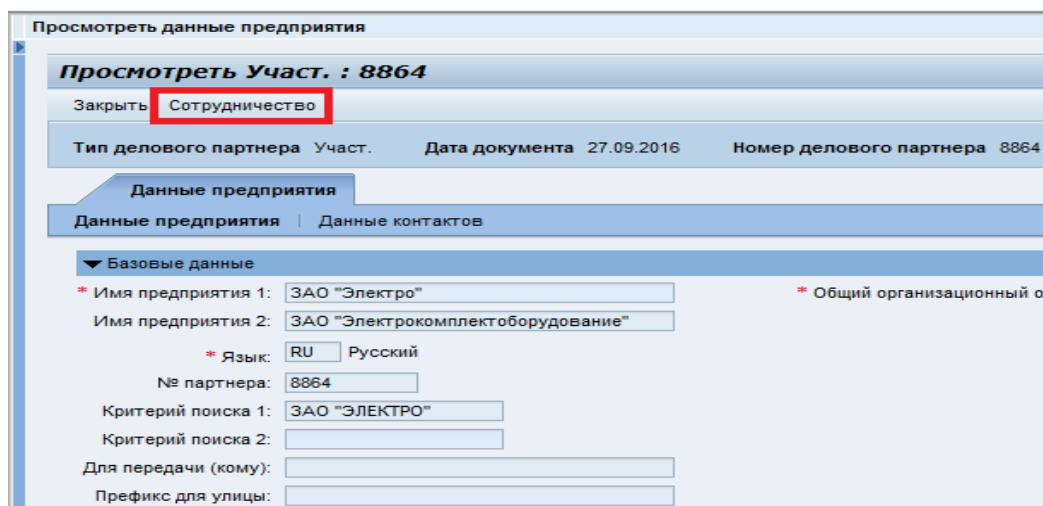 Просмотреть данные предприятия
Просмотреть Участ. : 8864
Закрыть Сотрудничество
Тип делового партнера Участ. Дата документа 27.09.2016 Номер делового партнера 8864
Данные предприятия
Данные предприятия | Данные контактов
Базовые данные
* Имя предприятия 1: ЗАО "Электро" * Общий организационный о
Имя предприятия 2: ЗАО "Электрокомплектоборудование"
* Язык: RU Русский
№ партнера: 8864
Критерий поиска 1: ЗАО "ЭЛЕКТРО"
Критерий поиска 2:
Для передачи (кому):
Префикс для улицы: